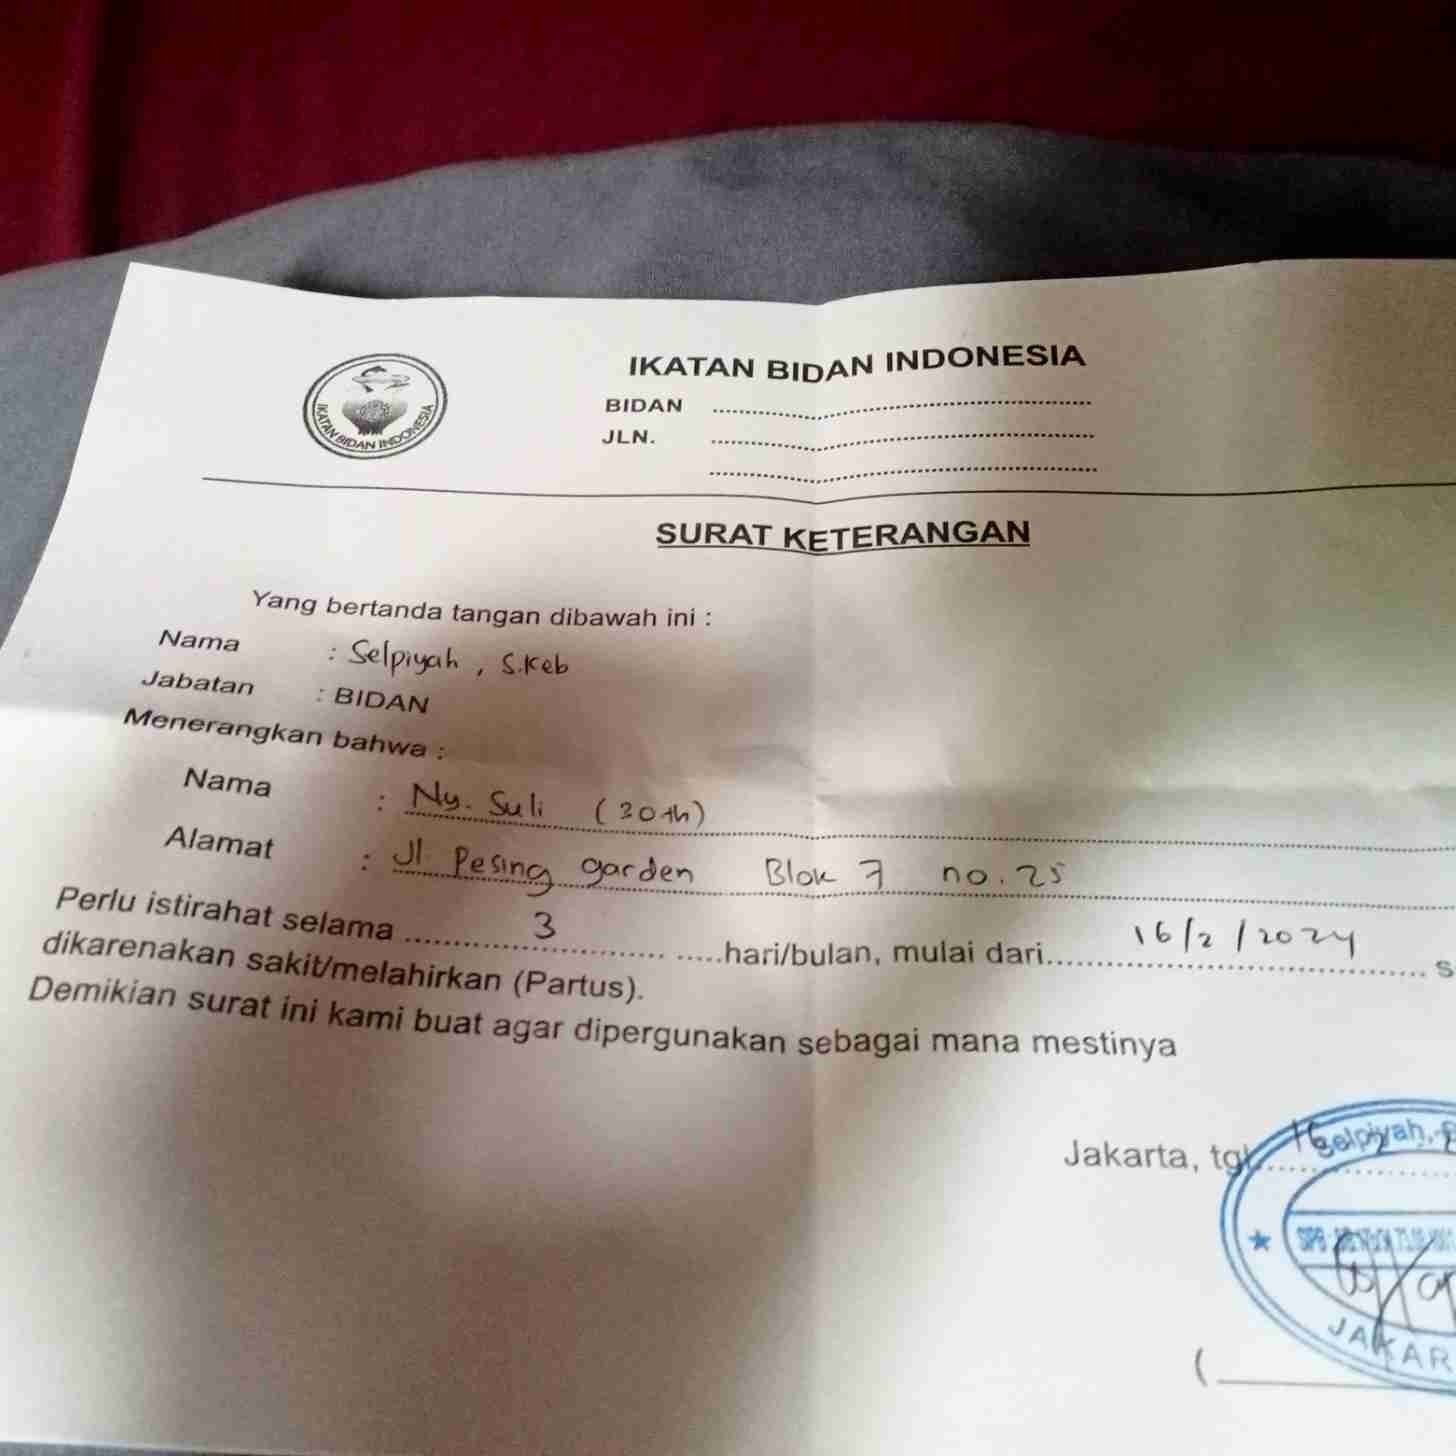 IKATAN BIDAN INDONESIA
IKATAN BIDAN INDONESIA
BIDAN
JLN.
SURAT KETERANGAN
Yang bertanda tangan dibawah ini :
Nama : Selpiyah, S.Keb
Jabatan : BIDAN
Menerangkan bahwa :
Nama : Ny. Suli (30th)
Alamat : Jl. Pesing garden Blok 7 no. 25
Perlu istirahat selama 3 hari/bulan, mulai dari 16/2/2024 s
dikarenakan sakit/melahirkan (Partus).
Demikian surat ini kami buat agar dipergunakan sebagai mana mestinya
Jakarta, tgl. 16
Selpiyah,
JAKAR
(